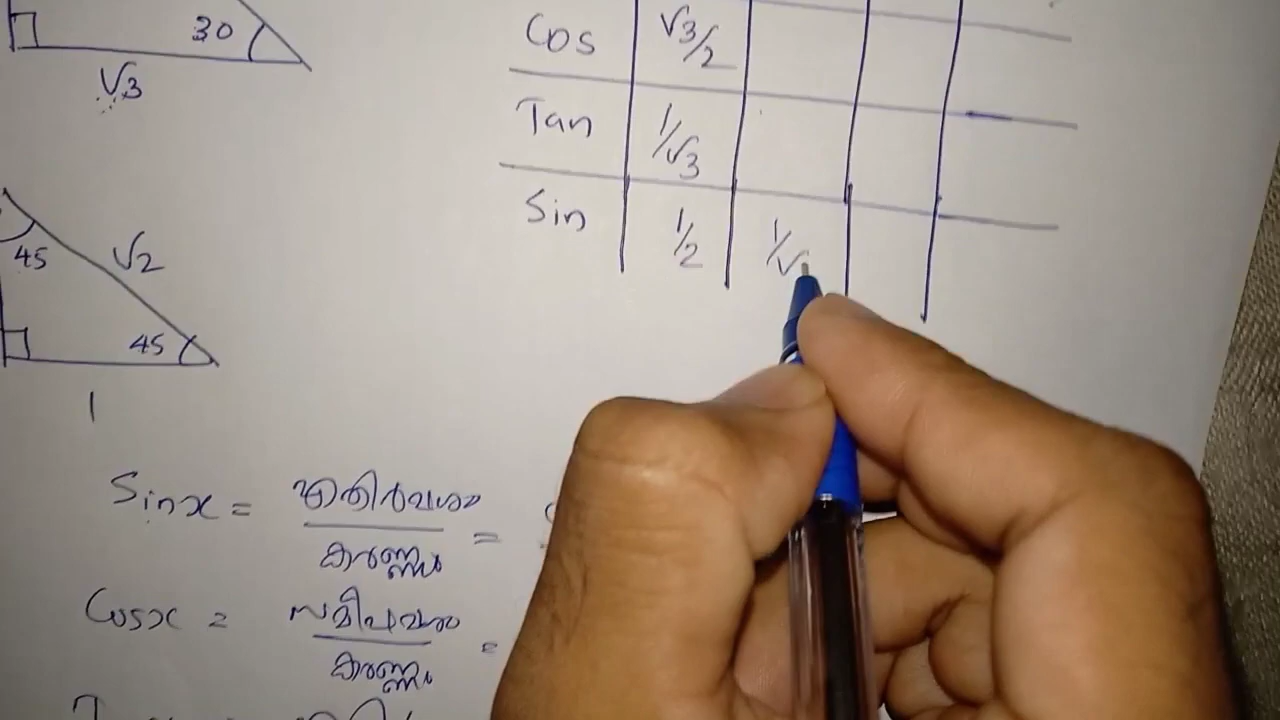 30
√3
Cos √3/2
Tan 1/√3
Sin 1/2 1/√
45 √2
45
1
Sinx = എതിർവശം / കർണ്ണം =
Cosx = സമീപവശം / കർണ്ണം =